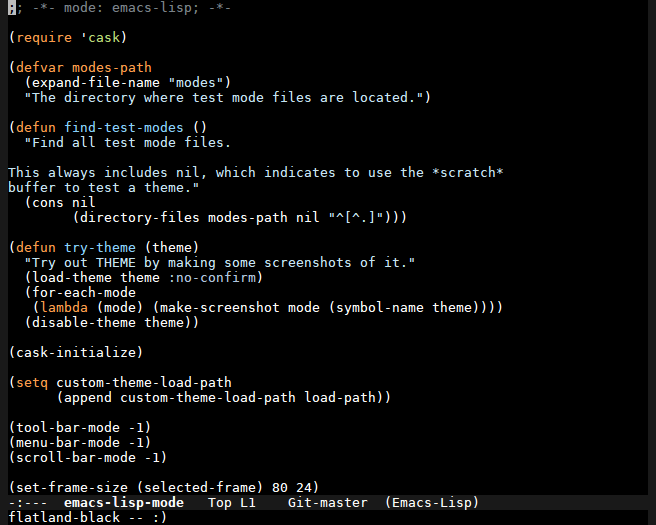 ;; -*- mode: emacs-lisp; -*-

(require 'cask)

(defvar modes-path
  (expand-file-name "modes")
  "The directory where test mode files are located.")

(defun find-test-modes ()
  "Find all test mode files.

This always includes nil, which indicates to use the *scratch*
buffer to test a theme."
  (cons nil
        (directory-files modes-path nil "^[^.]")))

(defun try-theme (theme)
  "Try out THEME by making some screenshots of it."
  (load-theme theme :no-confirm)
  (for-each-mode
   (lambda (mode) (make-screenshot mode (symbol-name theme))))
  (disable-theme theme))

(cask-initialize)

(setq custom-theme-load-path
      (append custom-theme-load-path load-path))

(tool-bar-mode -1)
(menu-bar-mode -1)
(scroll-bar-mode -1)

(set-frame-size (selected-frame) 80 24)
-:---  emacs-lisp-mode   Top L1    Git-master  (Emacs-Lisp)
flatland-black -- :)